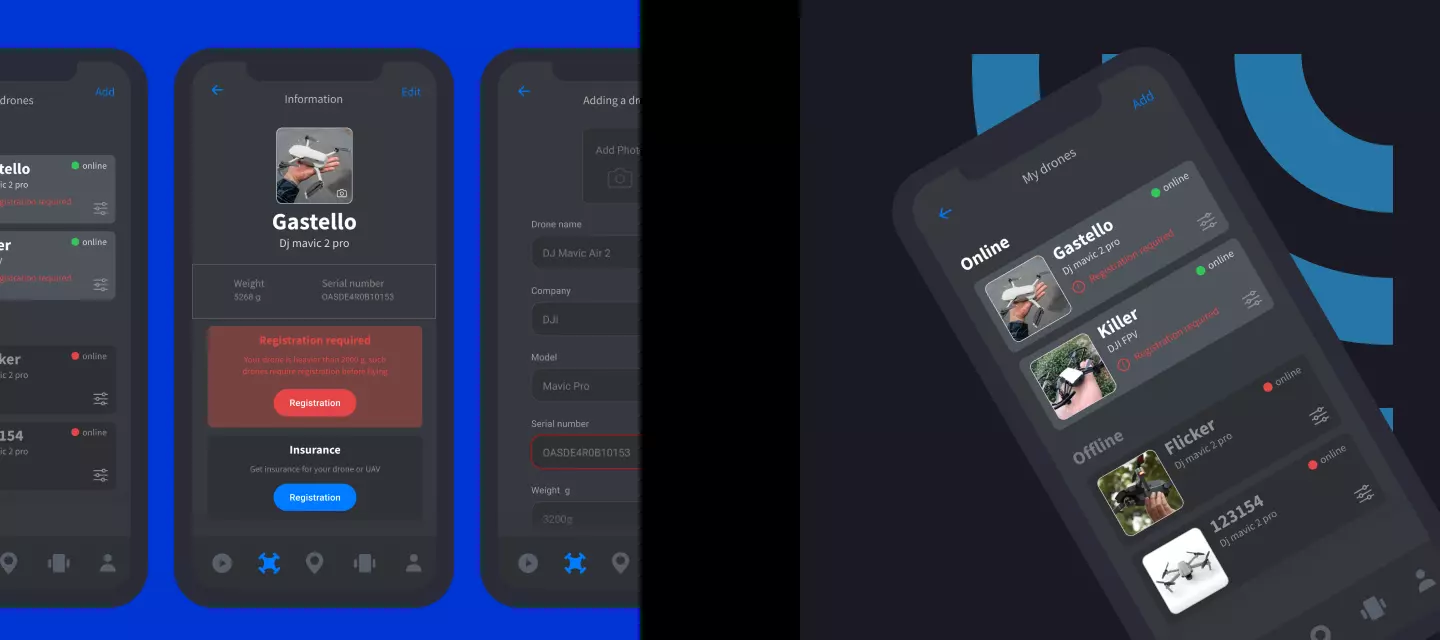 drones
Add
tello
online
ic 2 pro
gistration required
er
online
V
gistration required
ker
online
ic 2 pro
154
online
ic 2 pro
Information
Edit
Gastello
Dj mavic 2 pro
Weight
Serial number
5268 g
OASDE4R0B10153
Registration required
Your drone is heavier than 2000 g, such
drones require registration before flying
Registration
Insurance
Get insurance for your drone or UAV
Registration
Adding a dr
Add Phot
Drone name
DJ Mavic Air 2
Company
DJI
Model
Mavic Pro
Serial number
OASDE4R0B10153
Weight g
3200g
Add
My drones
Online
Gastello
online
Dj mavic 2 pro
Registration required
Killer
online
DJI FPV
Registration required
Offline
Flicker
online
Dj mavic 2 pro
123154
online
Dj mavic 2 pro